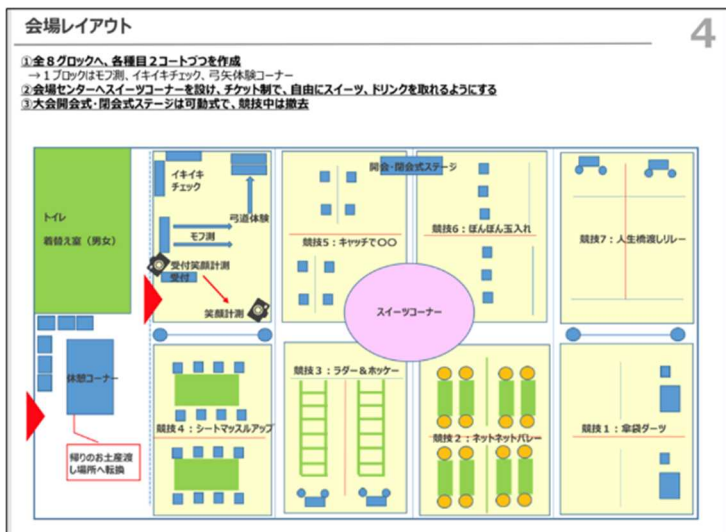 会場レイアウト
4
①全8グロックへ、各種目2コートづつを作成
→1ブロックはモフ測、イキイキチェック、弓矢体験コーナー
②会場センターへスイーツコーナーを設け、チケット制で、自由にスイーツ、ドリンクを取れるようにする
③大会開会式・閉会式ステージは可動式で、競技中は撤去
トイレ
着替え室(男女)
イキイキ
チェック
弓道体験
モフ測
受付笑顔計測
受付
笑顔計測
開会・閉会式ステージ
競技5:キャッチで〇〇
競技6:ぽんぽん玉入れ
競技7:人生橋渡しリレー
スイーツコーナー
休憩コーナー
帰りのお土産渡
し場所へ転換
競技4:シートマッスルアップ
競技3:ラダー&ホッケー
競技2:ネットネットバレー
競技1:傘袋ダーツ